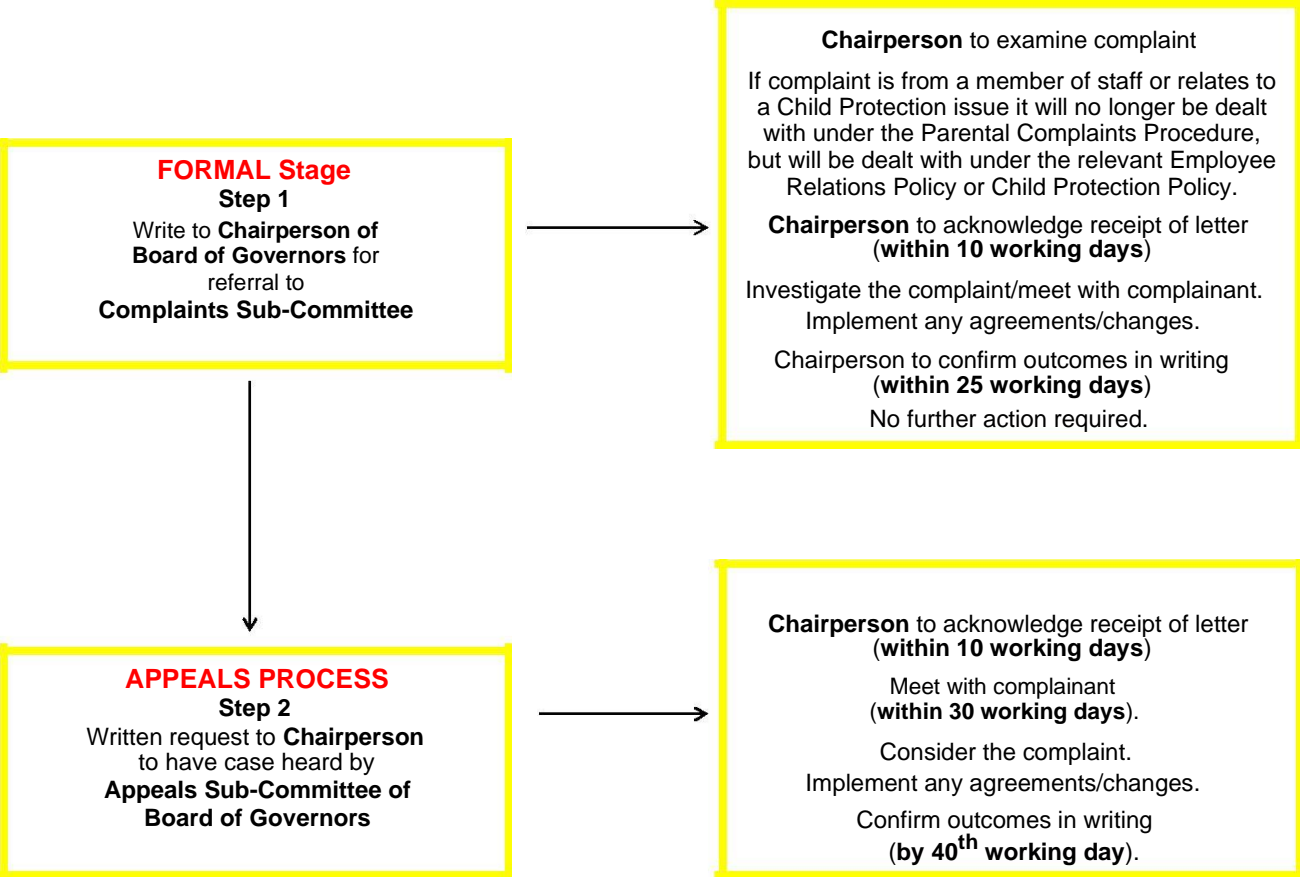 FORMAL Stage
Step 1
Write to Chairperson of
Board of Governors for
referral to
Complaints Sub-Committee
Chairperson to examine complaint
If complaint is from a member of staff or relates to
a Child Protection issue it will no longer be dealt
with under the Parental Complaints Procedure,
but will be dealt with under the relevant Employee
Relations Policy or Child Protection Policy.
Chairperson to acknowledge receipt of letter
(within 10 working days)
Investigate the complaint/meet with complainant.
Implement any agreements/changes.
Chairperson to confirm outcomes in writing
(within 25 working days)
No further action required.
APPEALS PROCESS
Step 2
Written request to Chairperson
to have case heard by
Appeals Sub-Committee of
Board of Governors
Chairperson to acknowledge receipt of letter
(within 10 working days)
Meet with complainant
(within 30 working days).
Consider the complaint.
Implement any agreements/changes.
Confirm outcomes in writing
(by 40th working day).